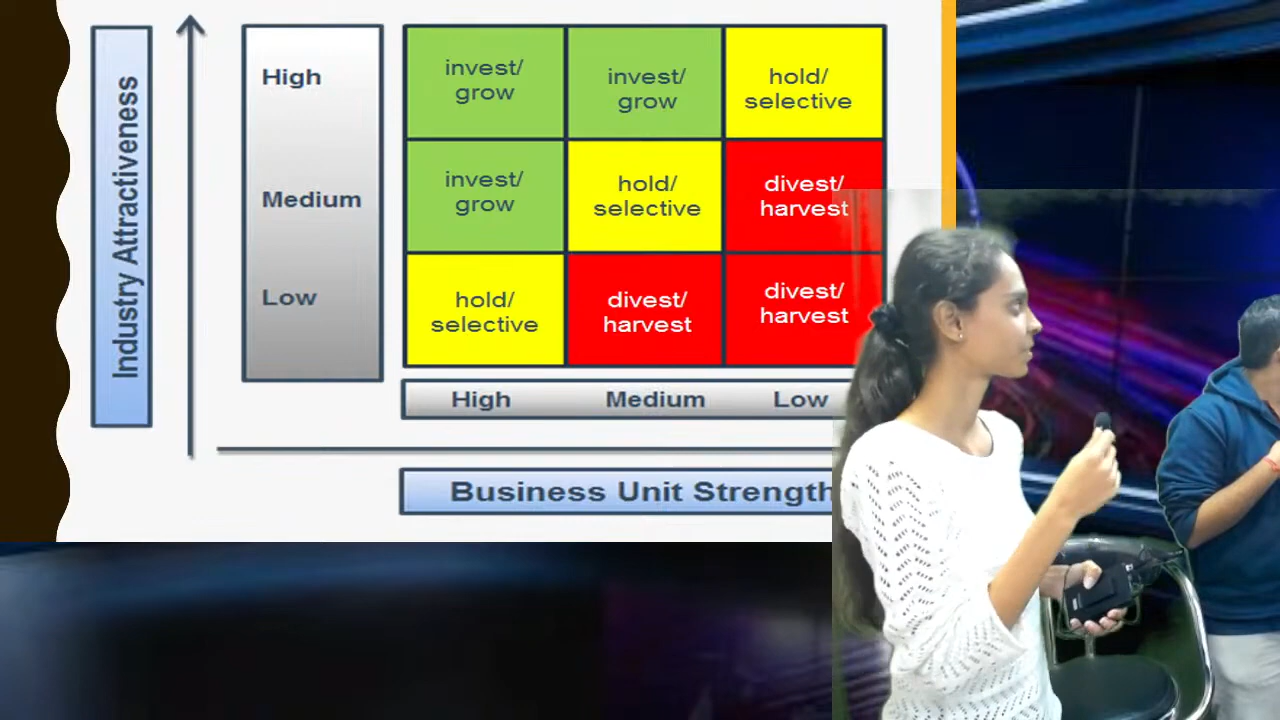 Industry Attractiveness
High
invest/
grow
invest/
grow
hold/
selective
Medium
invest/
grow
hold/
selective
divest/
harvest
Low
hold/
selective
divest/
harvest
divest/
harvest
High
Medium
Low
Business Unit Strength